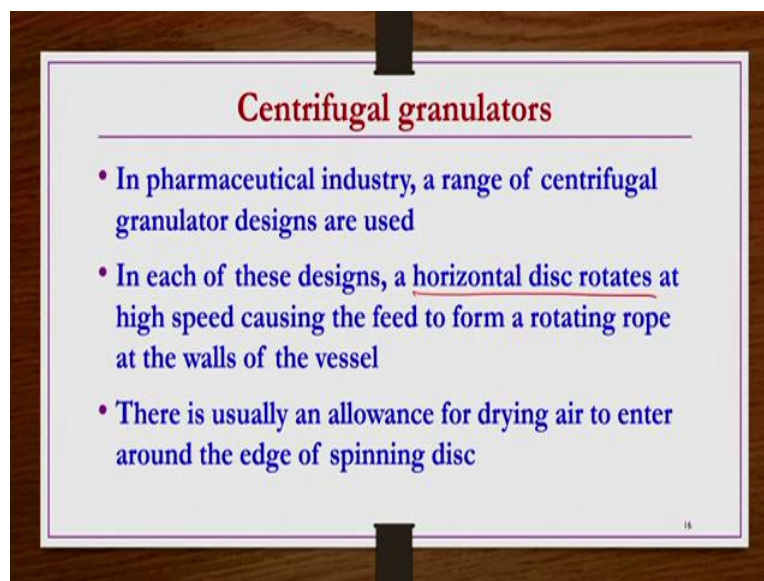 Centrifugal granulators
• In pharmaceutical industry, a range of centrifugal
granulator designs are used
• In each of these designs, a horizontal disc rotates at
high speed causing the feed to form a rotating rope
at the walls of the vessel
• There is usually an allowance for drying air to enter
around the edge of spinning disc
16